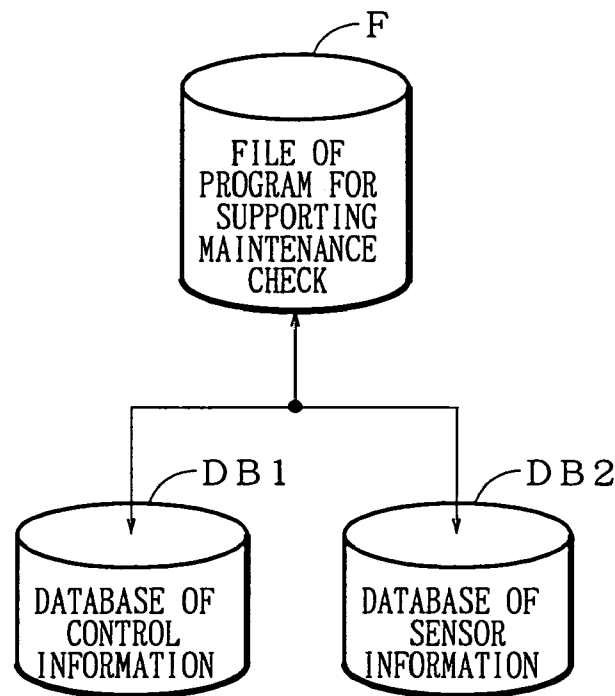 F
FILE OF
PROGRAM FOR
SUPPORTING
MAINTENANCE
CHECK
DB1
DB2
DATABASE OF
CONTROL
INFORMATION
DATABASE OF
SENSOR
INFORMATION